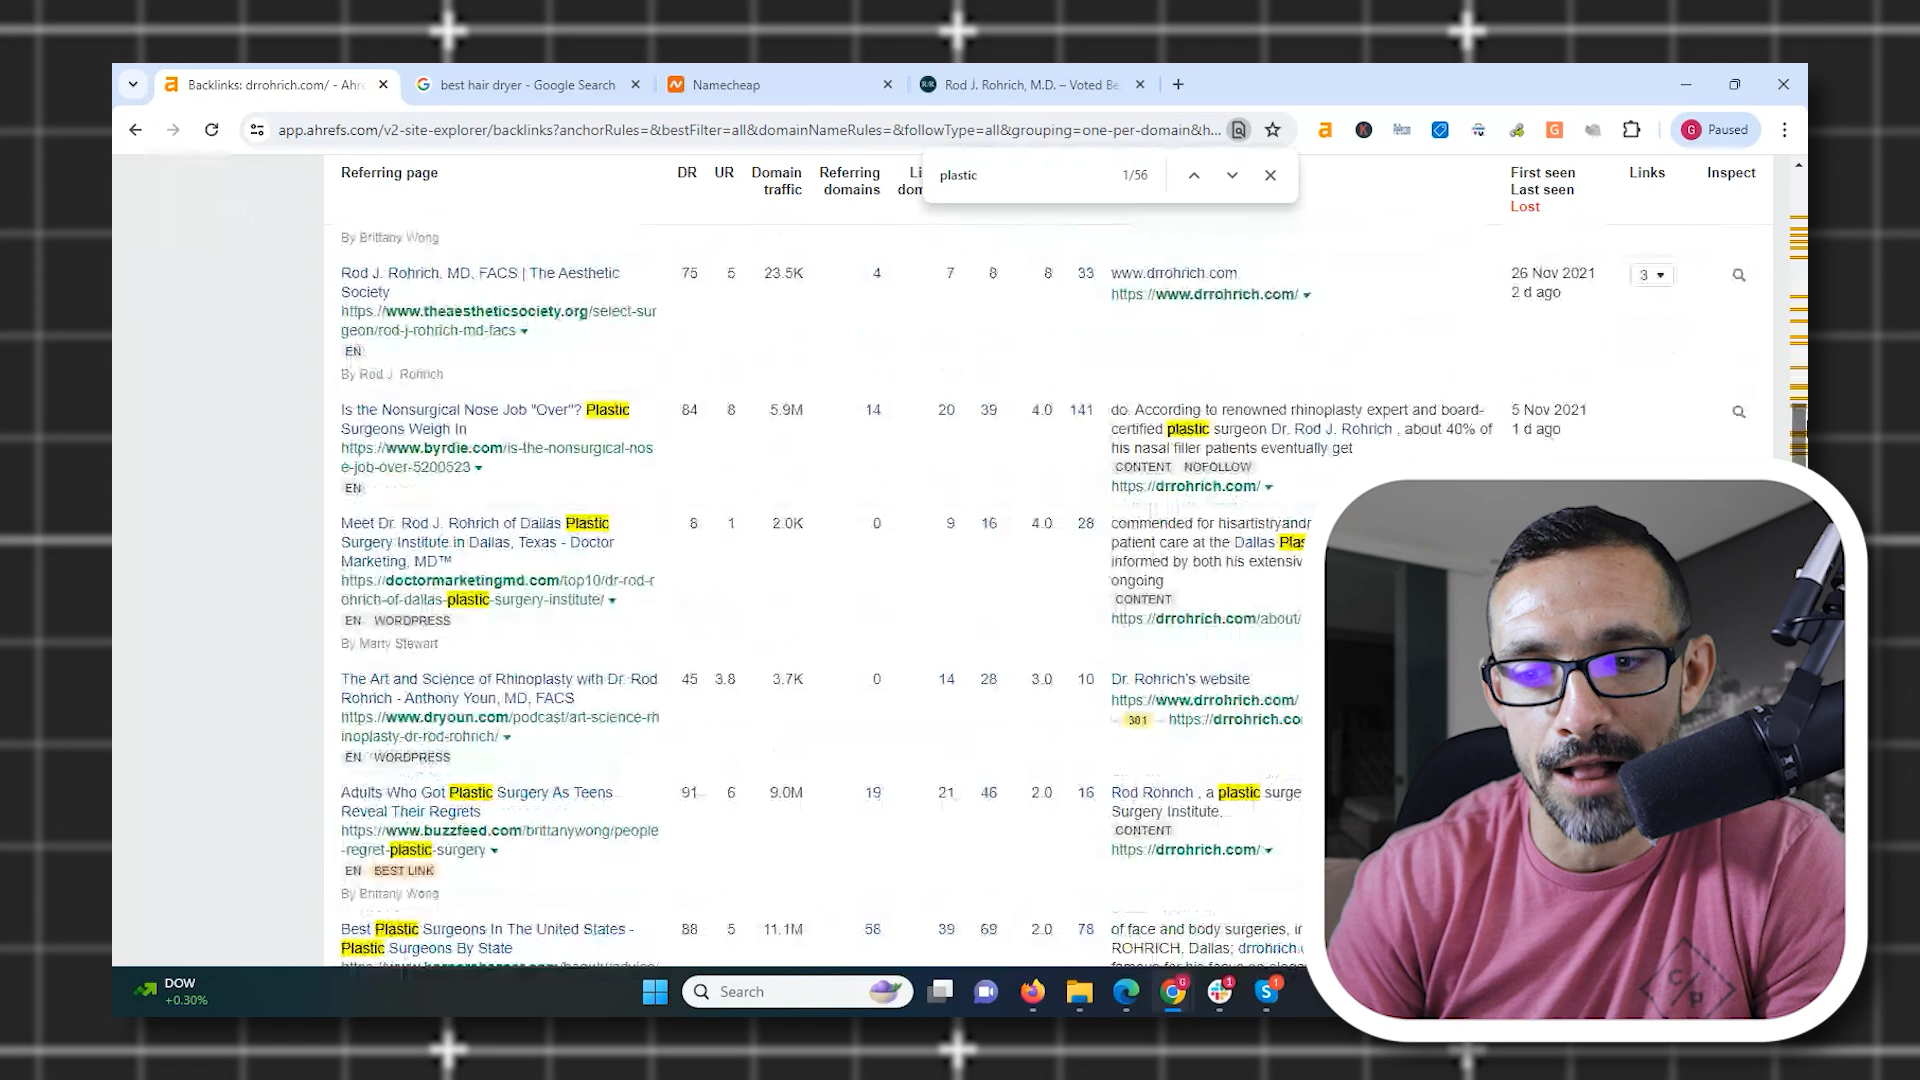 Backlinks: drrohrich.com/ - Ahre
best hair dryer - Google Search
Namecheap
Rod J. Rohrich, M.D. – Voted Be
app.ahrefs.com/v2-site-explorer/backlinks?anchorRules=&bestFilter=all&domainNameRules=&followType=all&grouping=one-per-domain&h...
G Paused
plastic 1/56
Referring page DR UR Domain traffic Referring domains Li dom First seen Last seen Lost Links Inspect
By Brittany Wong
Rod J. Rohrich, MD, FACS | The Aesthetic
Society
https://www.theaestheticsociety.org/select-sur
geon/rod-j-rohrich-md-facs
EN
By Rod J. Rohrich
75 5 23.5K 4 7 8 8 33
www.drrohrich.com
https://www.drrohrich.com/
26 Nov 2021
2 d ago
3
Is the Nonsurgical Nose Job "Over"? Plastic
Surgeons Weigh In
https://www.byrdie.com/is-the-nonsurgical-nos
e-job-over-5200523
EN
84 8 5.9M 14 20 39 4.0 141
do. According to renowned rhinoplasty expert and board-
certified plastic surgeon Dr. Rod J. Rohrich , about 40% of
his nasal filler patients eventually get
CONTENT NOFOLLOW
https://drrohrich.com/
5 Nov 2021
1 d ago
Meet Dr. Rod J. Rohrich of Dallas Plastic
Surgery Institute in Dallas, Texas - Doctor
Marketing, MD™
https://doctormarketingmd.com/top10/dr-rod-r
ohrich-of-dallas-plastic-surgery-institute/
EN WORDPRESS
By Marty Stewart
8 1 2.0K 0 9 16 4.0 28
commended for hisartistryandr
patient care at the Dallas Plas
informed by both his extensiv
ongoing
CONTENT
https://drrohrich.com/about/
The Art and Science of Rhinoplasty with Dr. Rod
Rohrich - Anthony Youn, MD, FACS
https://www.dryoun.com/podcast/art-science-rh
inoplasty-dr-rod-rohrich/
EN WORDPRESS
45 3.8 3.7K 0 14 28 3.0 10
Dr. Rohrich's website
https://www.drrohrich.com/
301 https://drrohrich.co
Adults Who Got Plastic Surgery As Teens
Reveal Their Regrets
https://www.buzzfeed.com/brittanywong/people
-regret-plastic-surgery
EN BEST LINK
By Brittany Wong
91 6 9.0M 19 21 46 2.0 16
Rod Rohrich , a plastic surge
Surgery Institute.
CONTENT
https://drrohrich.com/
Best Plastic Surgeons In The United States -
Plastic Surgeons By State
88 5 11.1M 58 39 69 2.0 78
of face and body surgeries, in
ROHRICH, Dallas; drrohrich.
DOW
+0.30%
Search